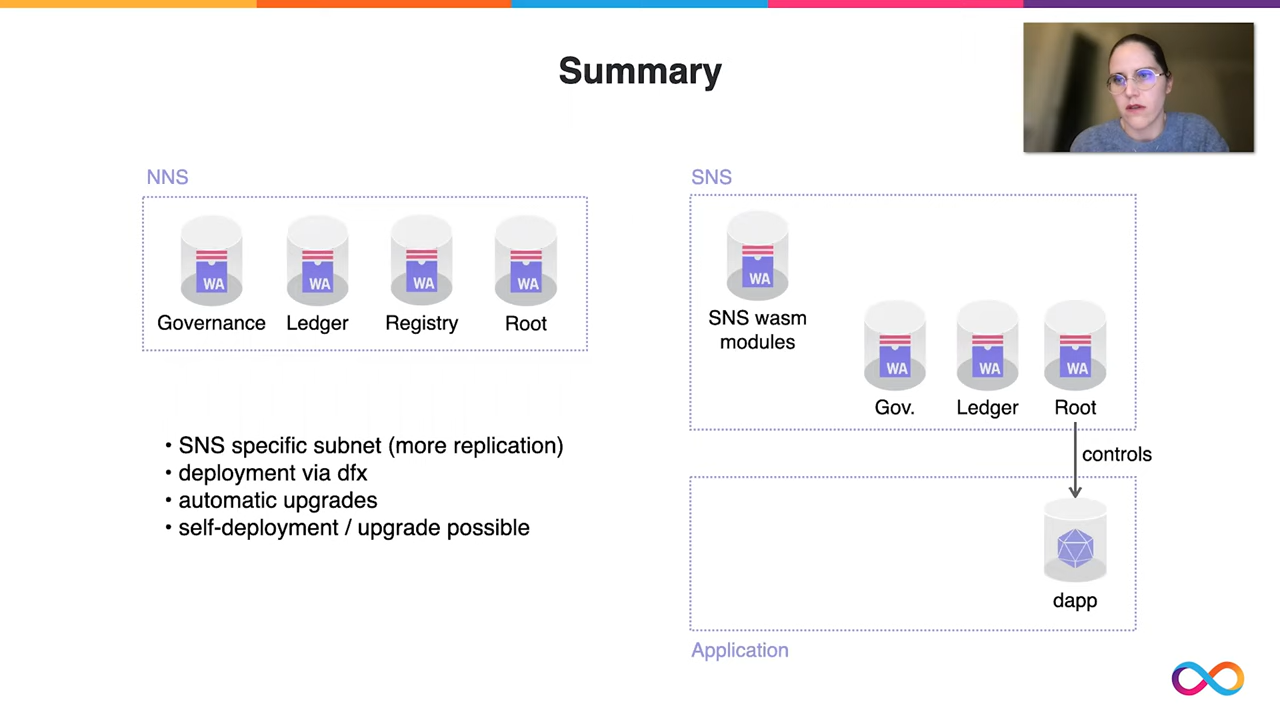 Summary
NNS
WA
WA
WA
WA
Governance
Ledger
Registry
Root
• SNS specific subnet (more replication)
• deployment via dfx
• automatic upgrades
• self-deployment / upgrade possible
SNS
WA
SNS wasm
modules
WA
WA
WA
Gov.
Ledger
Root
controls
dapp
Application